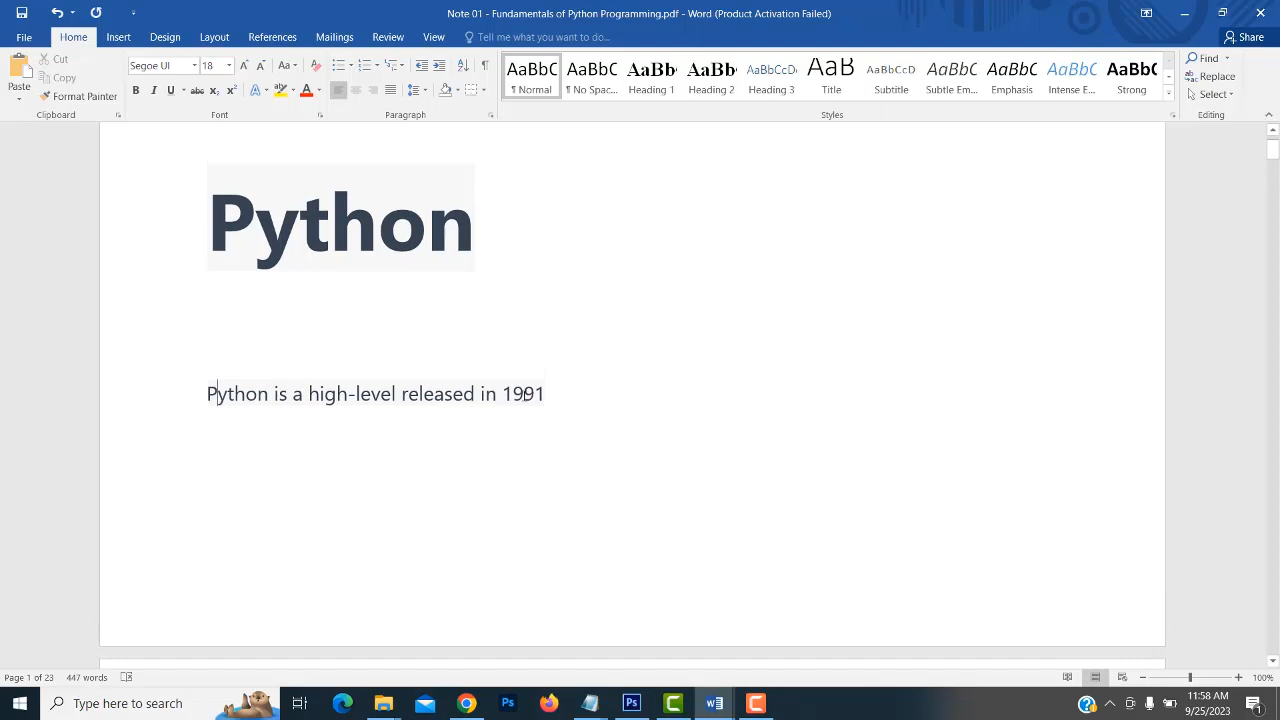 Note 01 - Fundamentals of Python Programming.pdf - Word (Product Activation Failed)
File Home Insert Design Layout References Mailings Review View Tell me what you want to do... Share
Paste
Cut
Copy
Format Painter
Clipboard
Segoe UI 18
Font
Paragraph
AaBbC AaBbC AaBb AaBb AaBbCcD AaBb AaBbCcD AaBbC AaBbC AaBbC AaBbC
¶ Normal ¶ No Spac... Heading 1 Heading 2 Heading 3 Title Subtitle Subtle Em... Emphasis Intense E... Strong
Styles
Find
Replace
Select
Editing
Python
Python is a high-level released in 1991
Page 1 of 23 447 words 100%
Type here to search
11:58 AM
9/25/2023